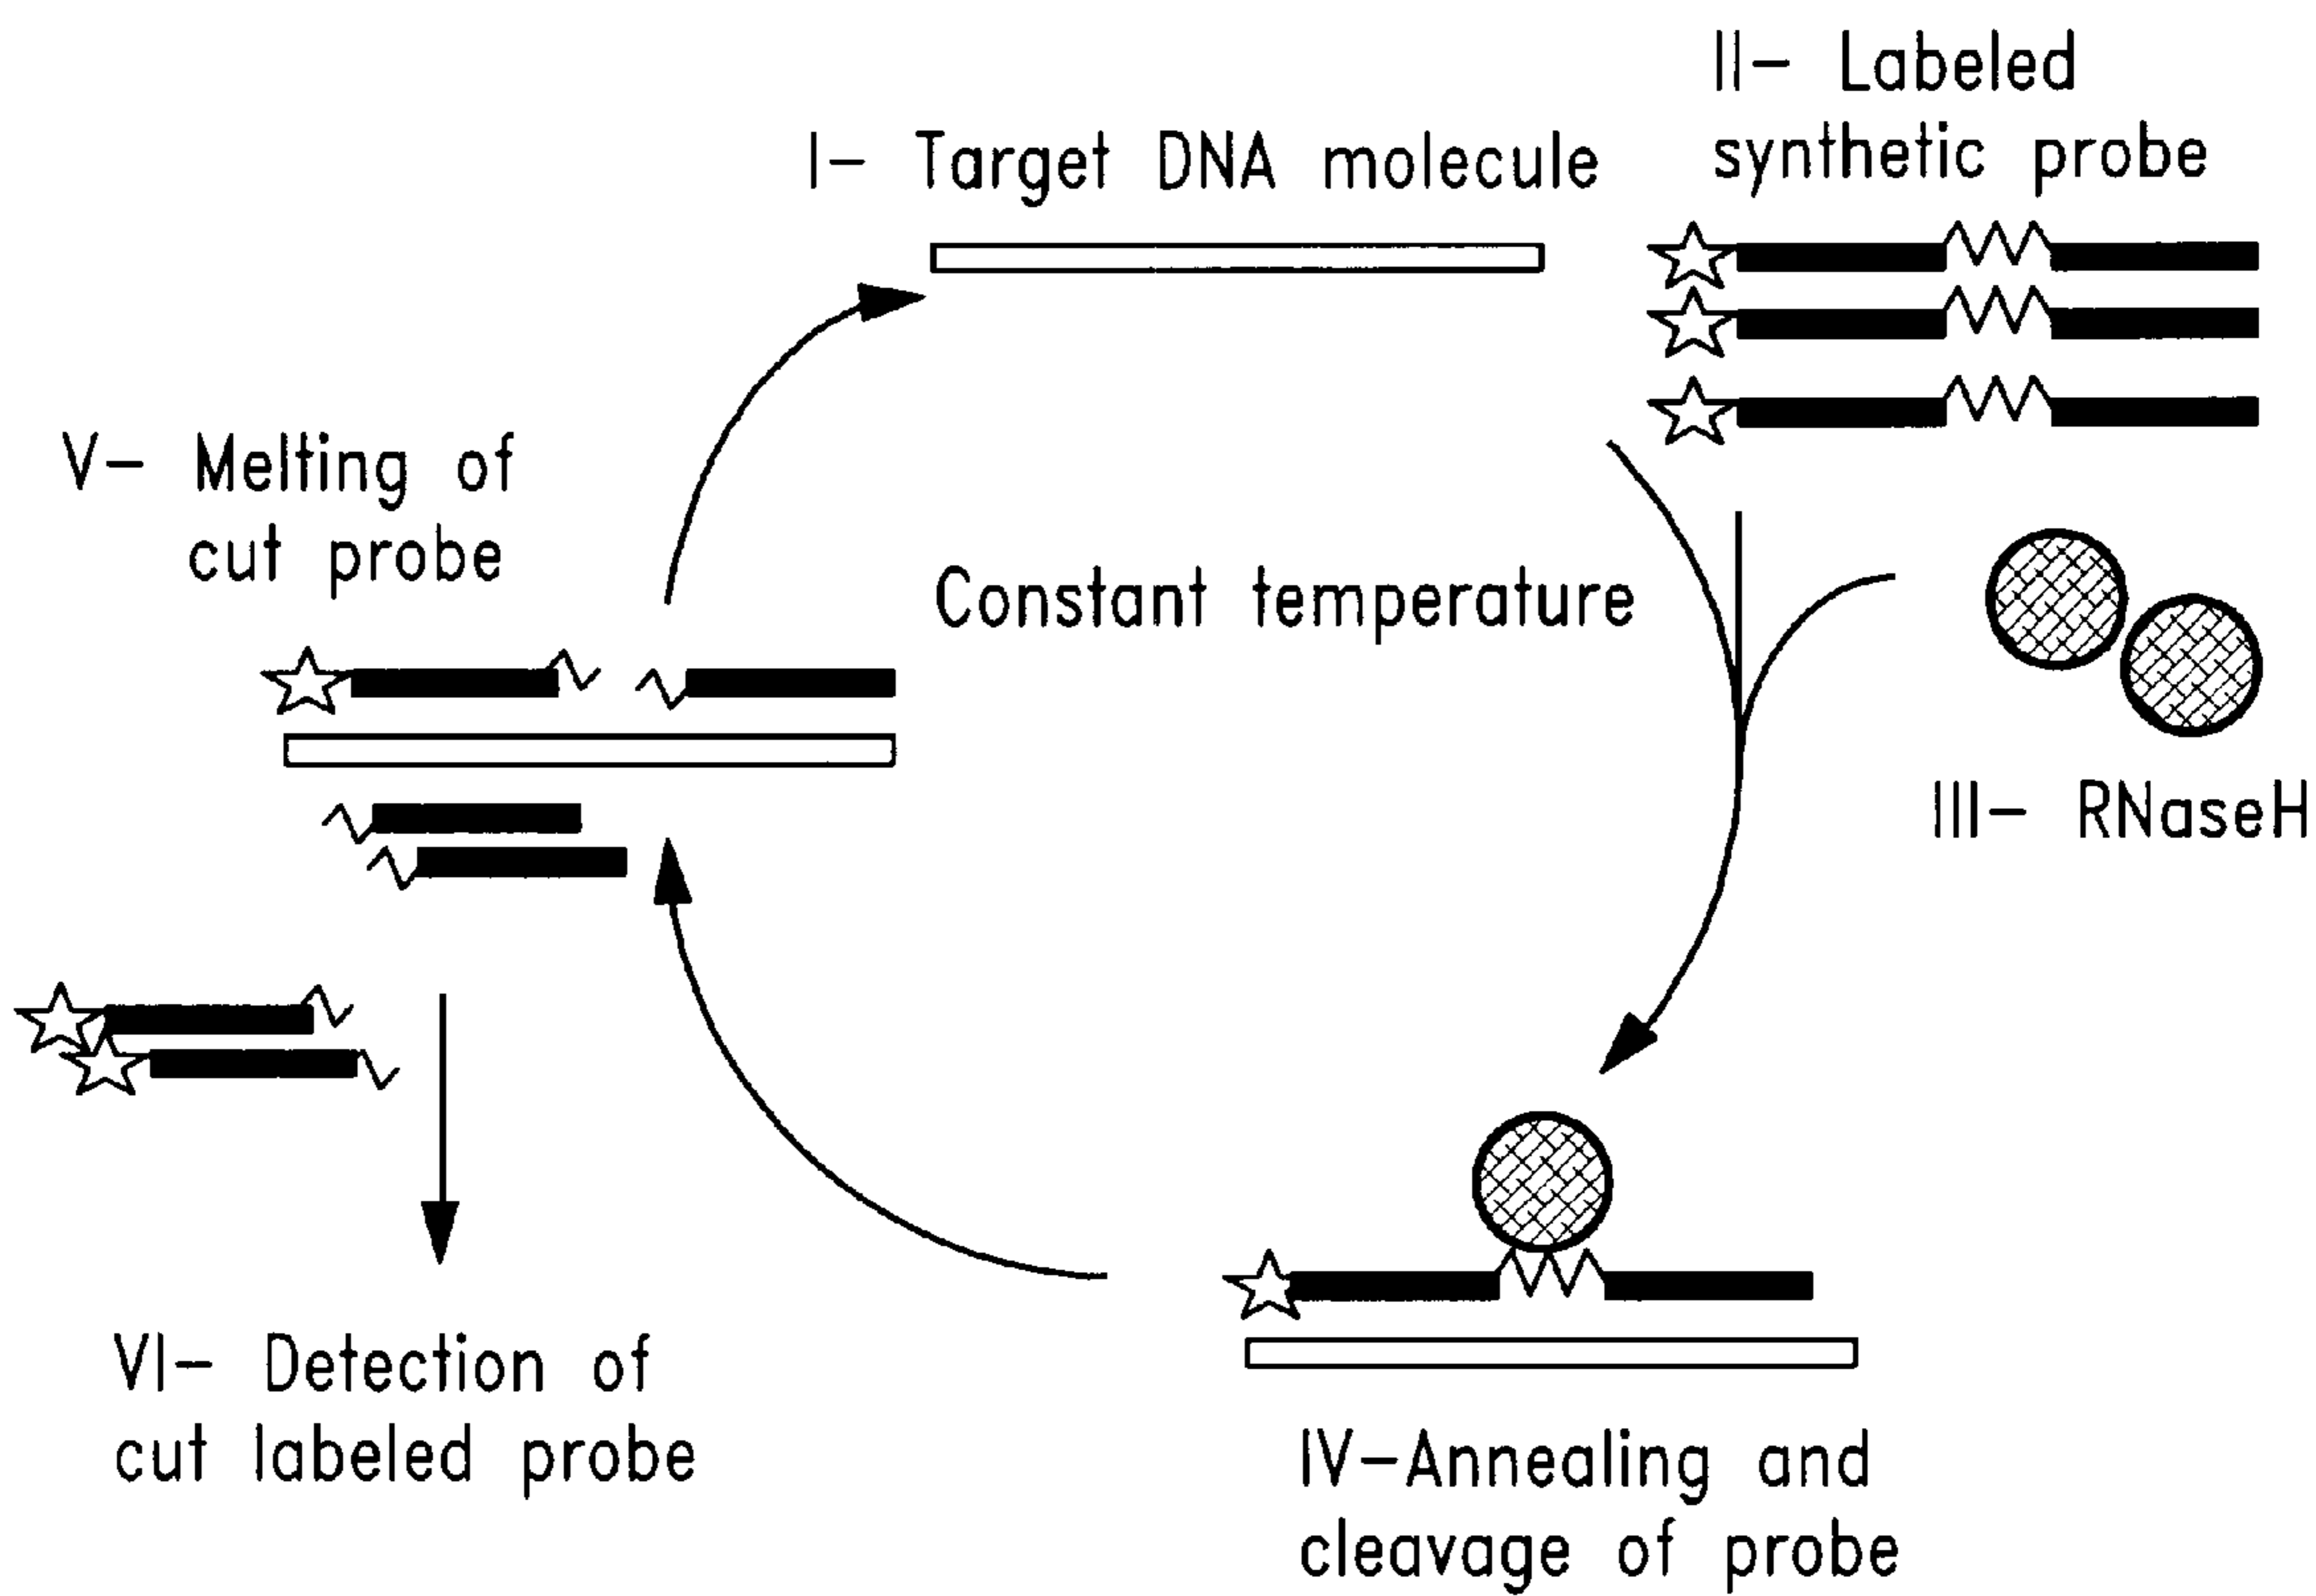 I- Target DNA molecule
II- Labeled
synthetic probe
Constant temperature
III- RNaseH
IV-Annealing and
cleavage of probe
V- Melting of
cut probe
VI- Detection of
cut labeled probe